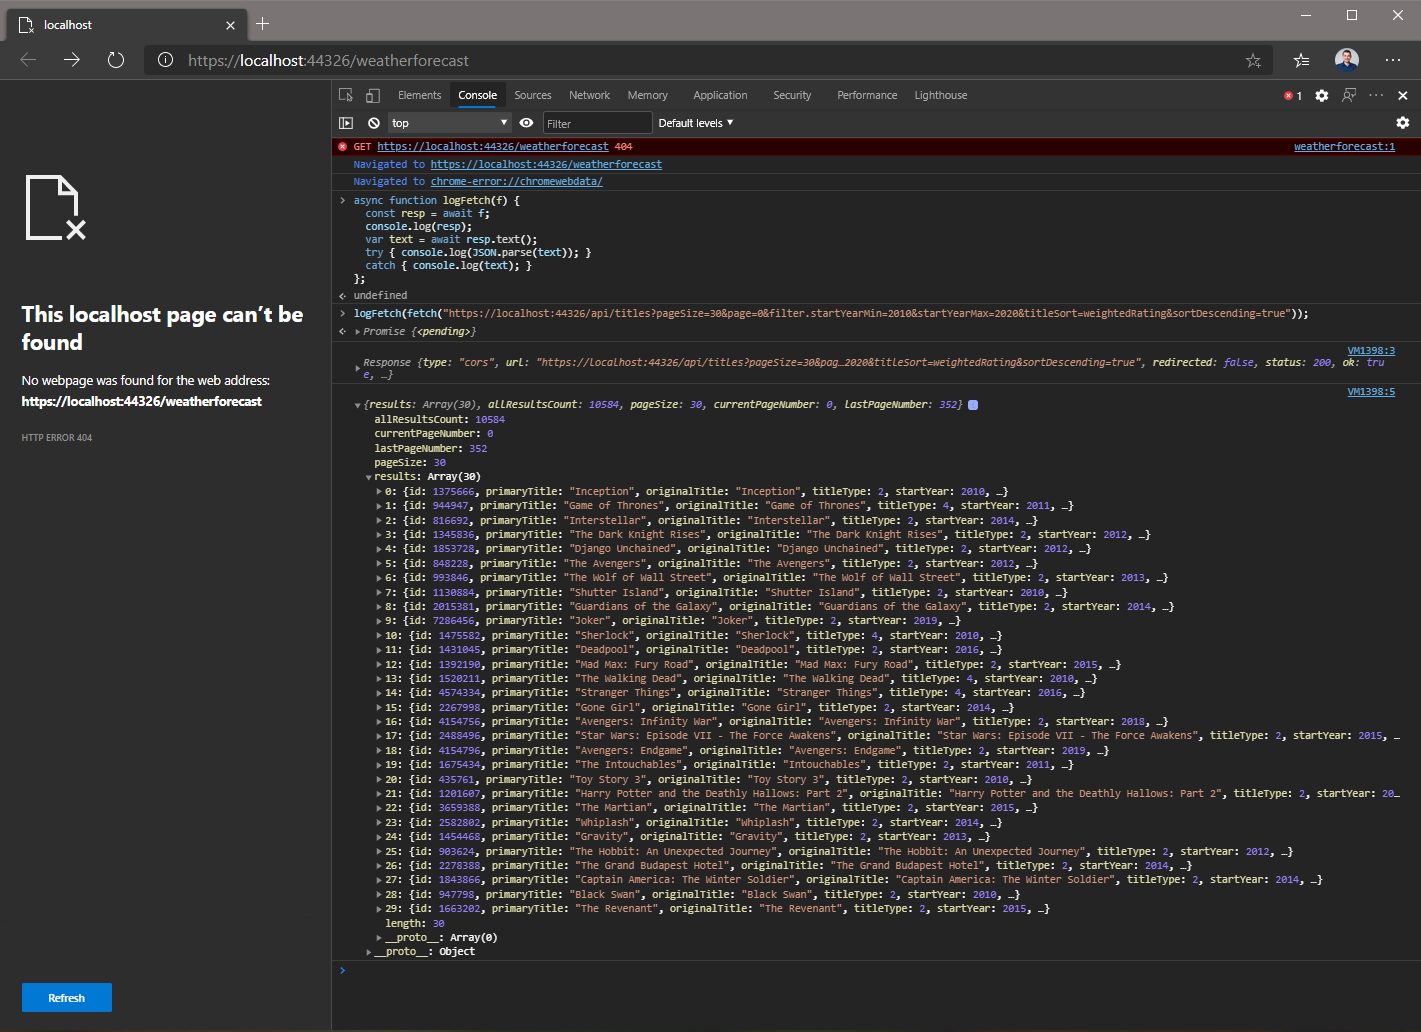 localhost
https://localhost:44326/weatherforecast
Elements Console Sources Network Memory Application Security Performance Lighthouse 1
top Filter Default levels
GET https://localhost:44326/weatherforecast 404 weatherforecast:1
Navigated to https://localhost:44326/weatherforecast
Navigated to chrome-error://chromewebdata/
async function logFetch(f) {
const resp = await f;
console.log(resp);
var text = await resp.text();
try { console.log(JSON.parse(text)); }
catch { console.log(text); }
};
undefined
logFetch(fetch("https://localhost:44326/api/titles?pageSize=30&page=0&filter.startYearMin=2010&startYearMax=2020&titleSort=weightedRating&sortDescending=true"));
Promise {<pending>}
VM1398:3
Response {type: "cors", url: "https://localhost:44326/api/titles?pageSize=30&pag…2020&titleSort=weightedRating&sortDescending=true", redirected: false, status: 200, ok: tru
e, …}
VM1398:5
{results: Array(30), allResultsCount: 10584, pageSize: 30, currentPageNumber: 0, lastPageNumber: 352}
allResultsCount: 10584
currentPageNumber: 0
lastPageNumber: 352
pageSize: 30
results: Array(30)
0: {id: 1375666, primaryTitle: "Inception", originalTitle: "Inception", titleType: 2, startYear: 2010, …}
1: {id: 944947, primaryTitle: "Game of Thrones", originalTitle: "Game of Thrones", titleType: 4, startYear: 2011, …}
2: {id: 816692, primaryTitle: "Interstellar", originalTitle: "Interstellar", titleType: 2, startYear: 2014, …}
3: {id: 1345836, primaryTitle: "The Dark Knight Rises", originalTitle: "The Dark Knight Rises", titleType: 2, startYear: 2012, …}
4: {id: 1853728, primaryTitle: "Django Unchained", originalTitle: "Django Unchained", titleType: 2, startYear: 2012, …}
5: {id: 848228, primaryTitle: "The Avengers", originalTitle: "The Avengers", titleType: 2, startYear: 2012, …}
6: {id: 993846, primaryTitle: "The Wolf of Wall Street", originalTitle: "The Wolf of Wall Street", titleType: 2, startYear: 2013, …}
7: {id: 1130884, primaryTitle: "Shutter Island", originalTitle: "Shutter Island", titleType: 2, startYear: 2010, …}
8: {id: 2015381, primaryTitle: "Guardians of the Galaxy", originalTitle: "Guardians of the Galaxy", titleType: 2, startYear: 2014, …}
9: {id: 7286456, primaryTitle: "Joker", originalTitle: "Joker", titleType: 2, startYear: 2019, …}
10: {id: 1475582, primaryTitle: "Sherlock", originalTitle: "Sherlock", titleType: 4, startYear: 2010, …}
11: {id: 1431045, primaryTitle: "Deadpool", originalTitle: "Deadpool", titleType: 2, startYear: 2016, …}
12: {id: 1392190, primaryTitle: "Mad Max: Fury Road", originalTitle: "Mad Max: Fury Road", titleType: 2, startYear: 2015, …}
13: {id: 1520211, primaryTitle: "The Walking Dead", originalTitle: "The Walking Dead", titleType: 4, startYear: 2010, …}
14: {id: 4574334, primaryTitle: "Stranger Things", originalTitle: "Stranger Things", titleType: 4, startYear: 2016, …}
15: {id: 2267998, primaryTitle: "Gone Girl", originalTitle: "Gone Girl", titleType: 2, startYear: 2014, …}
16: {id: 4154756, primaryTitle: "Avengers: Infinity War", originalTitle: "Avengers: Infinity War", titleType: 2, startYear: 2018, …}
17: {id: 2488496, primaryTitle: "Star Wars: Episode VII - The Force Awakens", originalTitle: "Star Wars: Episode VII - The Force Awakens", titleType: 2, startYear: 2015, …
18: {id: 4154796, primaryTitle: "Avengers: Endgame", originalTitle: "Avengers: Endgame", titleType: 2, startYear: 2019, …}
19: {id: 1675434, primaryTitle: "The Intouchables", originalTitle: "Intouchables", titleType: 2, startYear: 2011, …}
20: {id: 435761, primaryTitle: "Toy Story 3", originalTitle: "Toy Story 3", titleType: 2, startYear: 2010, …}
21: {id: 1201607, primaryTitle: "Harry Potter and the Deathly Hallows: Part 2", originalTitle: "Harry Potter and the Deathly Hallows: Part 2", titleType: 2, startYear: 20…
22: {id: 3659388, primaryTitle: "The Martian", originalTitle: "The Martian", titleType: 2, startYear: 2015, …}
23: {id: 2582802, primaryTitle: "Whiplash", originalTitle: "Whiplash", titleType: 2, startYear: 2014, …}
24: {id: 1454468, primaryTitle: "Gravity", originalTitle: "Gravity", titleType: 2, startYear: 2013, …}
25: {id: 903624, primaryTitle: "The Hobbit: An Unexpected Journey", originalTitle: "The Hobbit: An Unexpected Journey", titleType: 2, startYear: 2012, …}
26: {id: 2278388, primaryTitle: "The Grand Budapest Hotel", originalTitle: "The Grand Budapest Hotel", titleType: 2, startYear: 2014, …}
27: {id: 1843866, primaryTitle: "Captain America: The Winter Soldier", originalTitle: "Captain America: The Winter Soldier", titleType: 2, startYear: 2014, …}
28: {id: 947798, primaryTitle: "Black Swan", originalTitle: "Black Swan", titleType: 2, startYear: 2010, …}
29: {id: 1663202, primaryTitle: "The Revenant", originalTitle: "The Revenant", titleType: 2, startYear: 2015, …}
length: 30
__proto__: Array(0)
__proto__: Object
This localhost page can't be
found
No webpage was found for the web address:
https://localhost:44326/weatherforecast
HTTP ERROR 404
Refresh